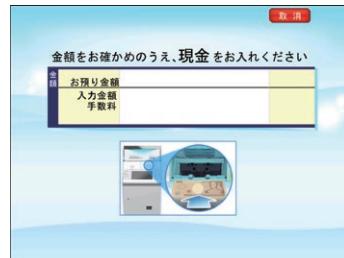 取消
金額をお確かめのうえ、現金をお入れください
金額
お預り金額
入力金額
手数料